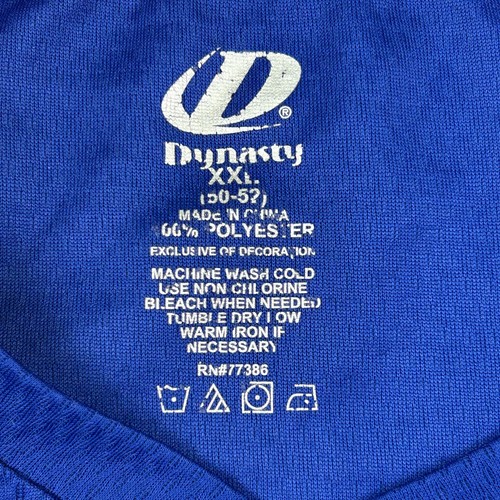 D®
Dynasty
XXL
(50-52)
MADE IN CHINA
100% POLYESTER
EXCLUSIVE OF DECORATION
MACHINE WASH COLD
USE NON CHLORINE
BLEACH WHEN NEEDED
TUMBLE DRY LOW
WARM IRON IF
NECESSARY
RN#77386